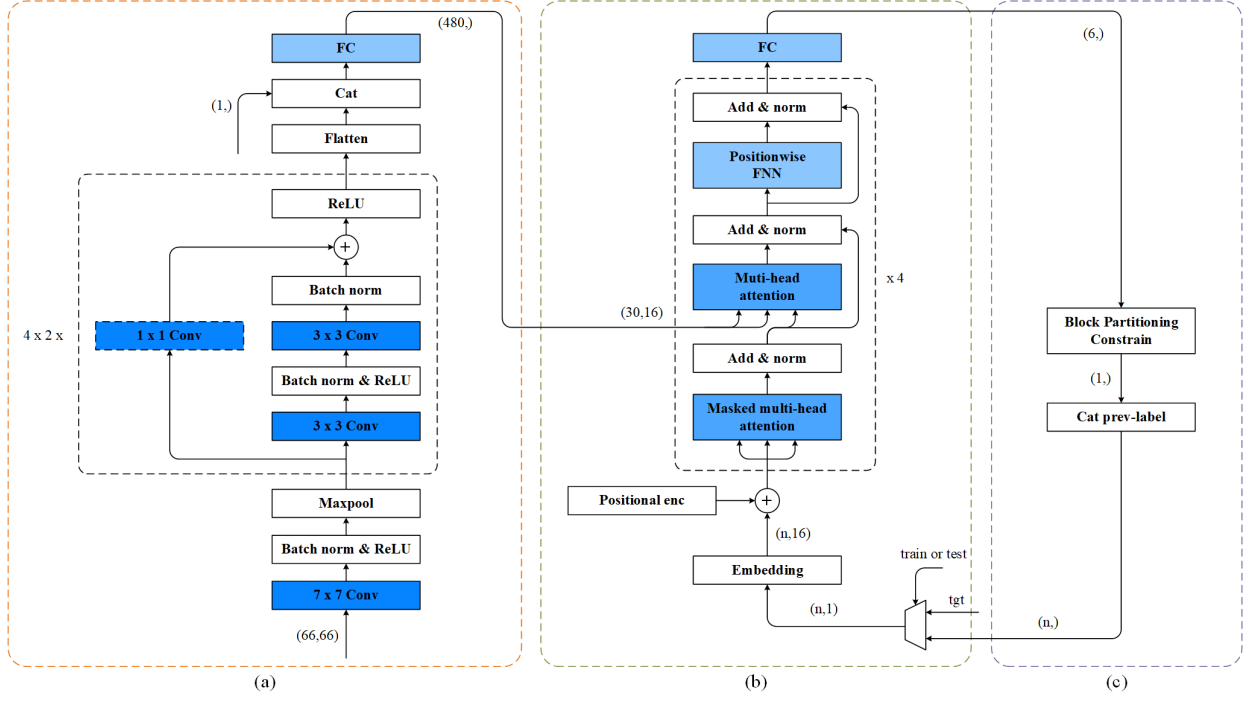 (480,)
FC
Cat
(1,)
Flatten
ReLU
+
Batch norm
4 x 2 x
1 x 1 Conv
3 x 3 Conv
Batch norm & ReLU
3 x 3 Conv
Maxpool
Batch norm & ReLU
7 x 7 Conv
(66,66)
(a)
FC
Add & norm
Positionwise
FNN
Add & norm
Muti-head
attention
x 4
(30,16)
Add & norm
Masked multi-head
attention
Positional enc
+
(n,16)
Embedding
train or test
(n,1)
tgt
(b)
(6,)
Block Partitioning
Constrain
(1,)
Cat prev-label
(n,)
(c)